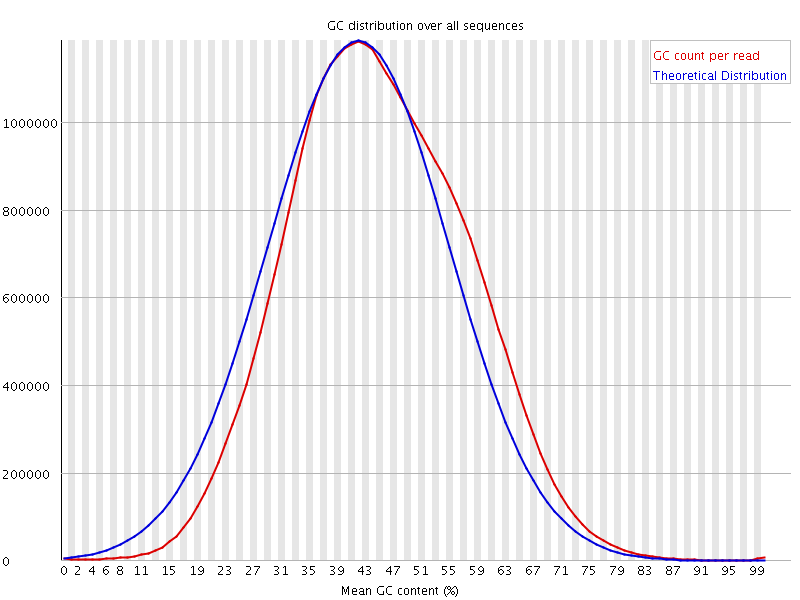 GC distribution over all sequences
GC count per read
Theoretical Distribution
1000000
800000
600000
400000
200000
0
0 2 4 6 8 11 15 19 23 27 31 35 39 43 47 51 55 59 63 67 71 75 79 83 87 91 95 99
Mean GC content (%)